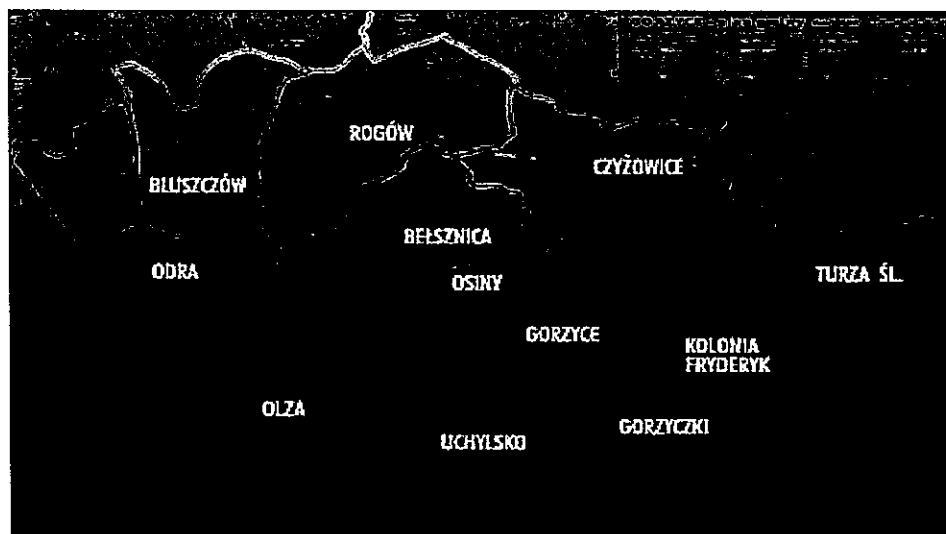 ROGÓW
CZYŻOWICE
BLUSZCZÓW
BEŁSZNICA
ODRA
OSINY
TURZA ŚL.
GORZYCE
KOLONIA
FRYDERYK
OLZA
GORZYCZKI
UCHYLSKO